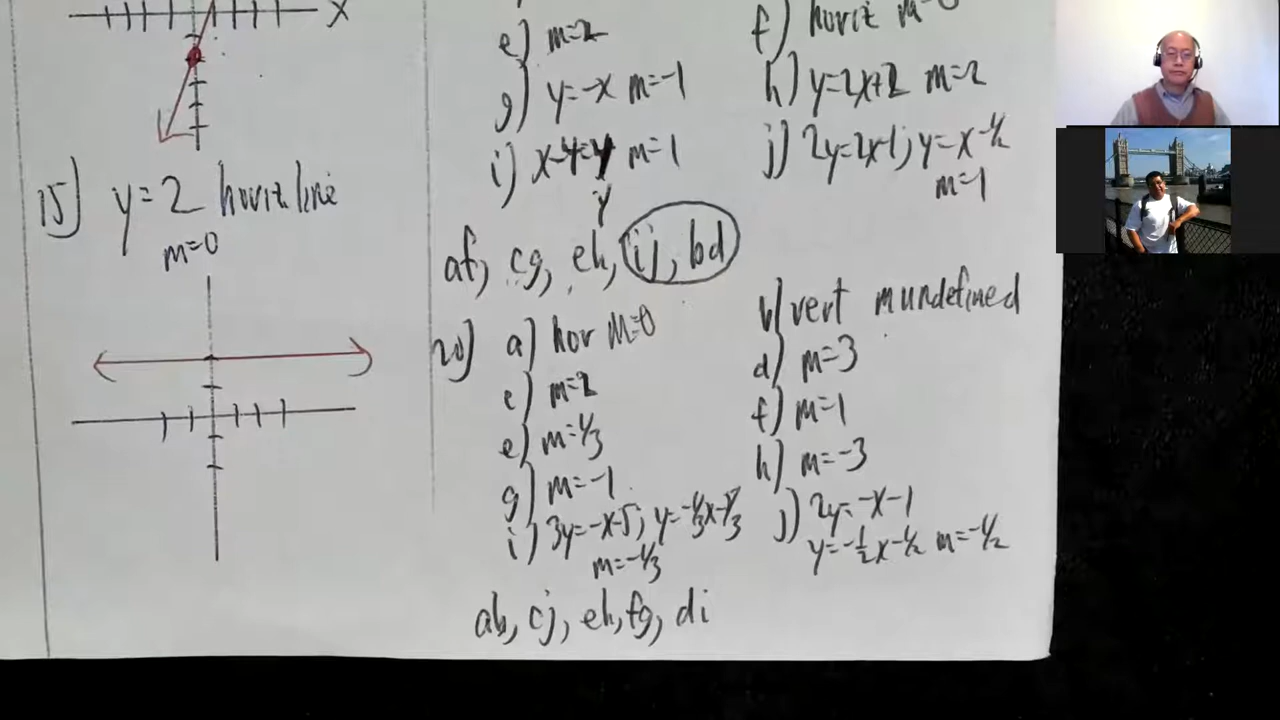 X
15) y=2 horiz line
m=0
e) m=2
f) horiz m=0
g) y=-x m=-1
h) y=2x+2 m=2
i) x-4=y m=1
y
j) 2y=2x-1; y=x-1/2
m=1
af, cg, eh, ij, bd
20) a) hor m=0
b) vert m undefined
c) m=2
d) m=3
e) m=1/3
f) m=1
g) m=-1
h) m=-3
i) 3y=-x-5; y=-1/3x-5/3
m=-1/3
j) 2y=-x-1
y=-1/2x-1/2 m=-1/2
ab, cj, eh, fg, di